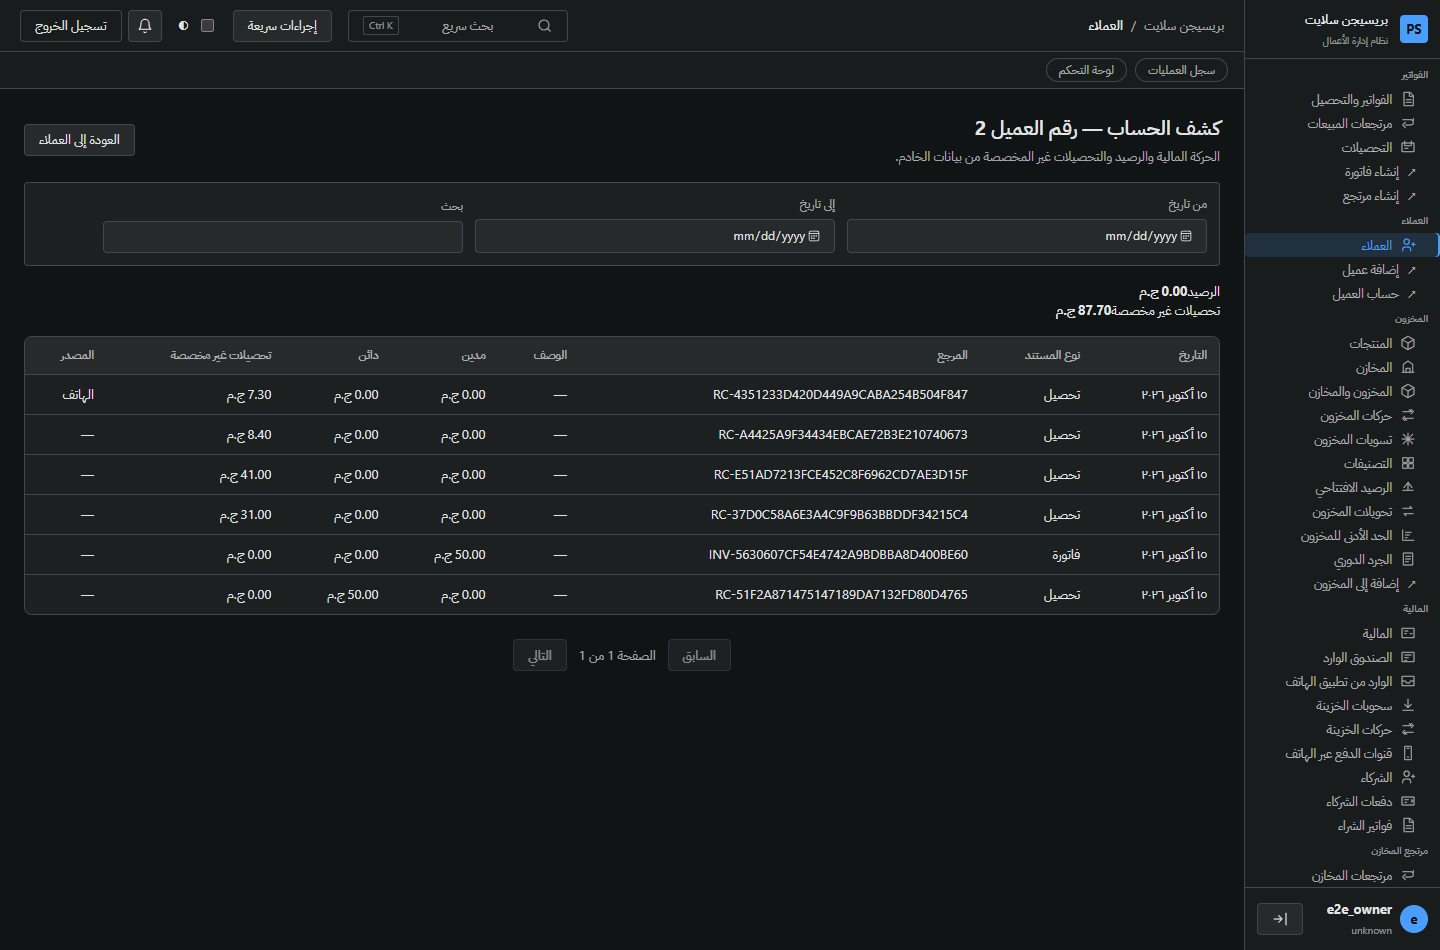 PS
بريسيجن سلايت
نظام إدارة الأعمال
بريسيجن سلايت / العملاء
بحث سريع Ctrl K
إجراءات سريعة
تسجيل الخروج
سجل العمليات
لوحة التحكم
الفواتير
الفواتير والتحصيل
مرتجعات المبيعات
التحصيلات
إنشاء فاتورة
إنشاء مرتجع
العملاء
العملاء
إضافة عميل
حساب العميل
المخزون
المنتجات
المخازن
المخزون والمخازن
حركات المخزون
تسويات المخزون
التصنيفات
الرصيد الافتتاحي
تحويلات المخزون
الحد الأدنى للمخزون
الجرد الدوري
إضافة إلى المخزون
المالية
المالية
الصندوق الوارد
الوارد من تطبيق الهاتف
سحوبات الخزينة
حركات الخزينة
قنوات الدفع عبر الهاتف
الشركاء
دفعات الشركاء
فواتير الشراء
مرتجع المخازن
مرتجعات المخازن
e
e2e_owner
unknown
كشف الحساب — رقم العميل 2
الحركة المالية والرصيد والتحصيلات غير المخصصة من بيانات الخادم.
العودة إلى العملاء
من تاريخ إلى تاريخ بحث
mm/dd/yyyy mm/dd/yyyy
الرصيد0.00 ج.م
تحصيلات غير مخصصة87.70 ج.م
التاريخ نوع المستند المرجع الوصف مدين دائن تحصيلات غير مخصصة المصدر
١٥ أكتوبر ٢٠٢٦ تحصيل RC-4351233D420D449A9CABA254B504F847 — 0.00 ج.م 0.00 ج.م 7.30 ج.م الهاتف
١٥ أكتوبر ٢٠٢٦ تحصيل RC-A4425A9F34434EBCAE72B3E210740673 — 0.00 ج.م 0.00 ج.م 8.40 ج.م —
١٥ أكتوبر ٢٠٢٦ تحصيل RC-E51AD7213FCE452C8F6962CD7AE3D15F — 0.00 ج.م 0.00 ج.م 41.00 ج.م —
١٥ أكتوبر ٢٠٢٦ تحصيل RC-37D0C58A6E3A4C9F9B63BBDDF34215C4 — 0.00 ج.م 0.00 ج.م 31.00 ج.م —
١٥ أكتوبر ٢٠٢٦ فاتورة INV-5630607CF54E4742A9BDBBA8D400BE60 — 50.00 ج.م 0.00 ج.م 0.00 ج.م —
١٥ أكتوبر ٢٠٢٦ تحصيل RC-51F2A871475147189DA7132FD80D4765 — 0.00 ج.م 50.00 ج.م 0.00 ج.م —
السابق الصفحة 1 من 1 التالي